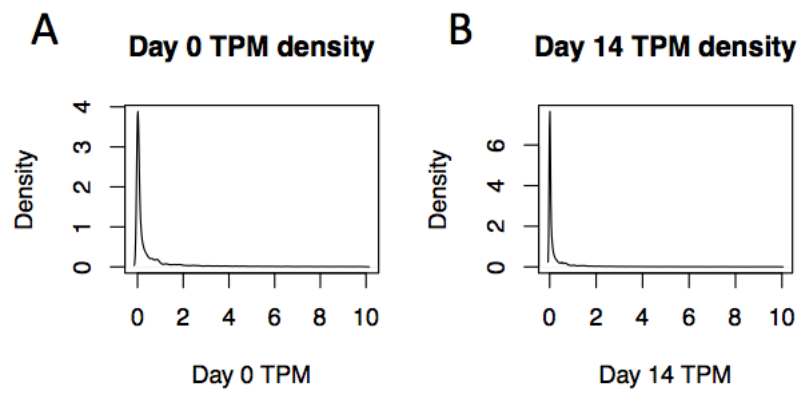 A
Day 0 TPM density
Density
4
3
2
1
0
0 2 4 6 8 10
Day 0 TPM
B
Day 14 TPM density
Density
6
4
2
0
0 2 4 6 8 10
Day 14 TPM